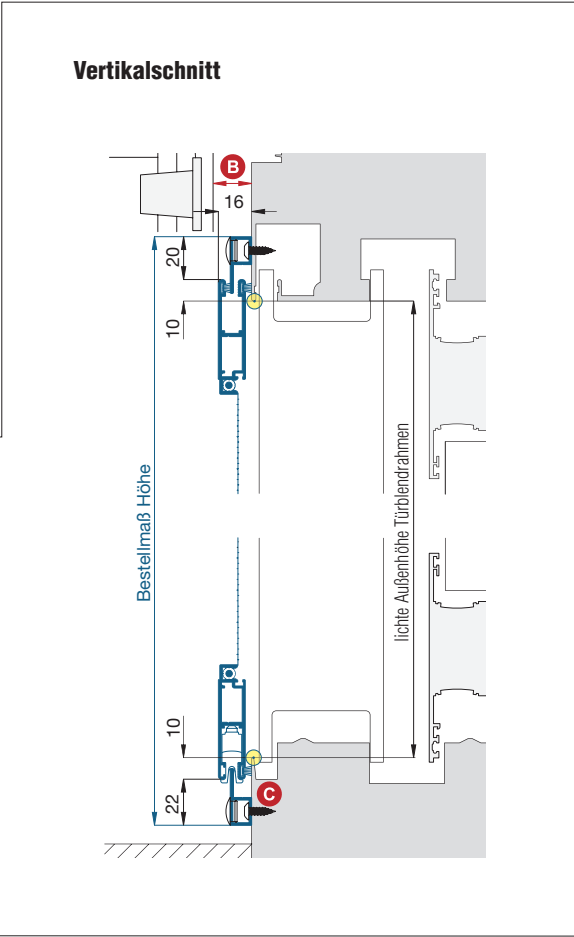 Vertikalschnitt
B
16
20
10
Bestellmaß Höhe
lichte Außenhöhe Türblendrahmen
10
22
C